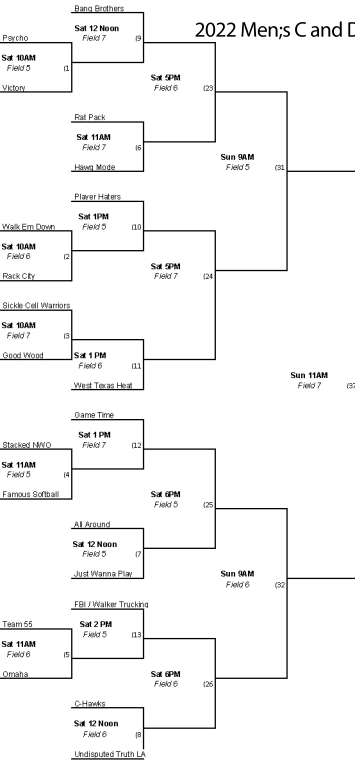 2022 Men;s C and D
Bang Brothers
Sat 12 Noon
Field 7 (9
Psycho
Sat 10AM
Field 5 (1
Victory
Sat 5PM
Field 6 (23
Rat Pack
Sat 11AM
Field 7 (6
Hawg Mode
Sun 9AM
Field 5 (31
Player Haters
Sat 1PM
Field 5 (10
Walk Em Down
Sat 10AM
Field 6 (2
Rack City
Sat 5PM
Field 7 (24
Sickle Cell Warriors
Sat 10AM
Field 7 (3
Good Wood
Sat 1 PM
Field 6 (11
West Texas Heat
Sun 11AM
Field 7 (37
Game Time
Sat 1 PM
Field 7 (12
Stacked NWO
Sat 11AM
Field 5 (4
Famous Softball
Sat 6PM
Field 5 (25
All Around
Sat 12 Noon
Field 5 (7
Just Wanna Play
Sun 9AM
Field 6 (32
FBI / Walker Trucking
Sat 2 PM
Field 5 (13
Team 55
Sat 11AM
Field 6 (5
Omaha
Sat 6PM
Field 6 (26
C-Hawks
Sat 12 Noon
Field 6 (8
Undisputed Truth LA